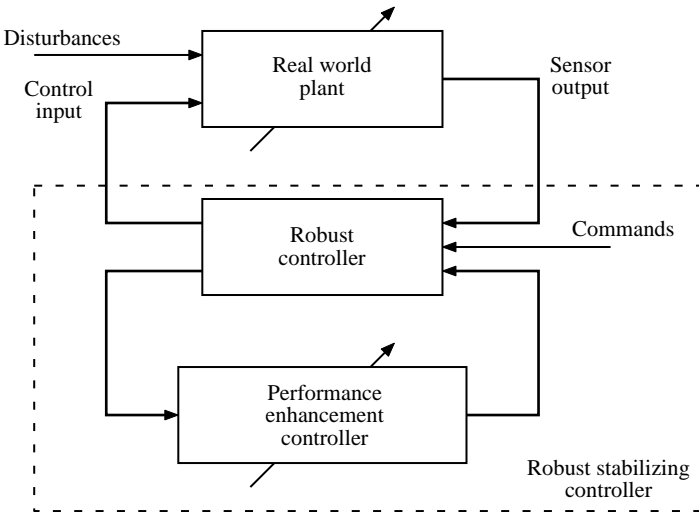 Disturbances
Control
input
Real world
plant
Sensor
output
Robust
controller
Commands
Performance
enhancement
controller
Robust stabilizing
controller